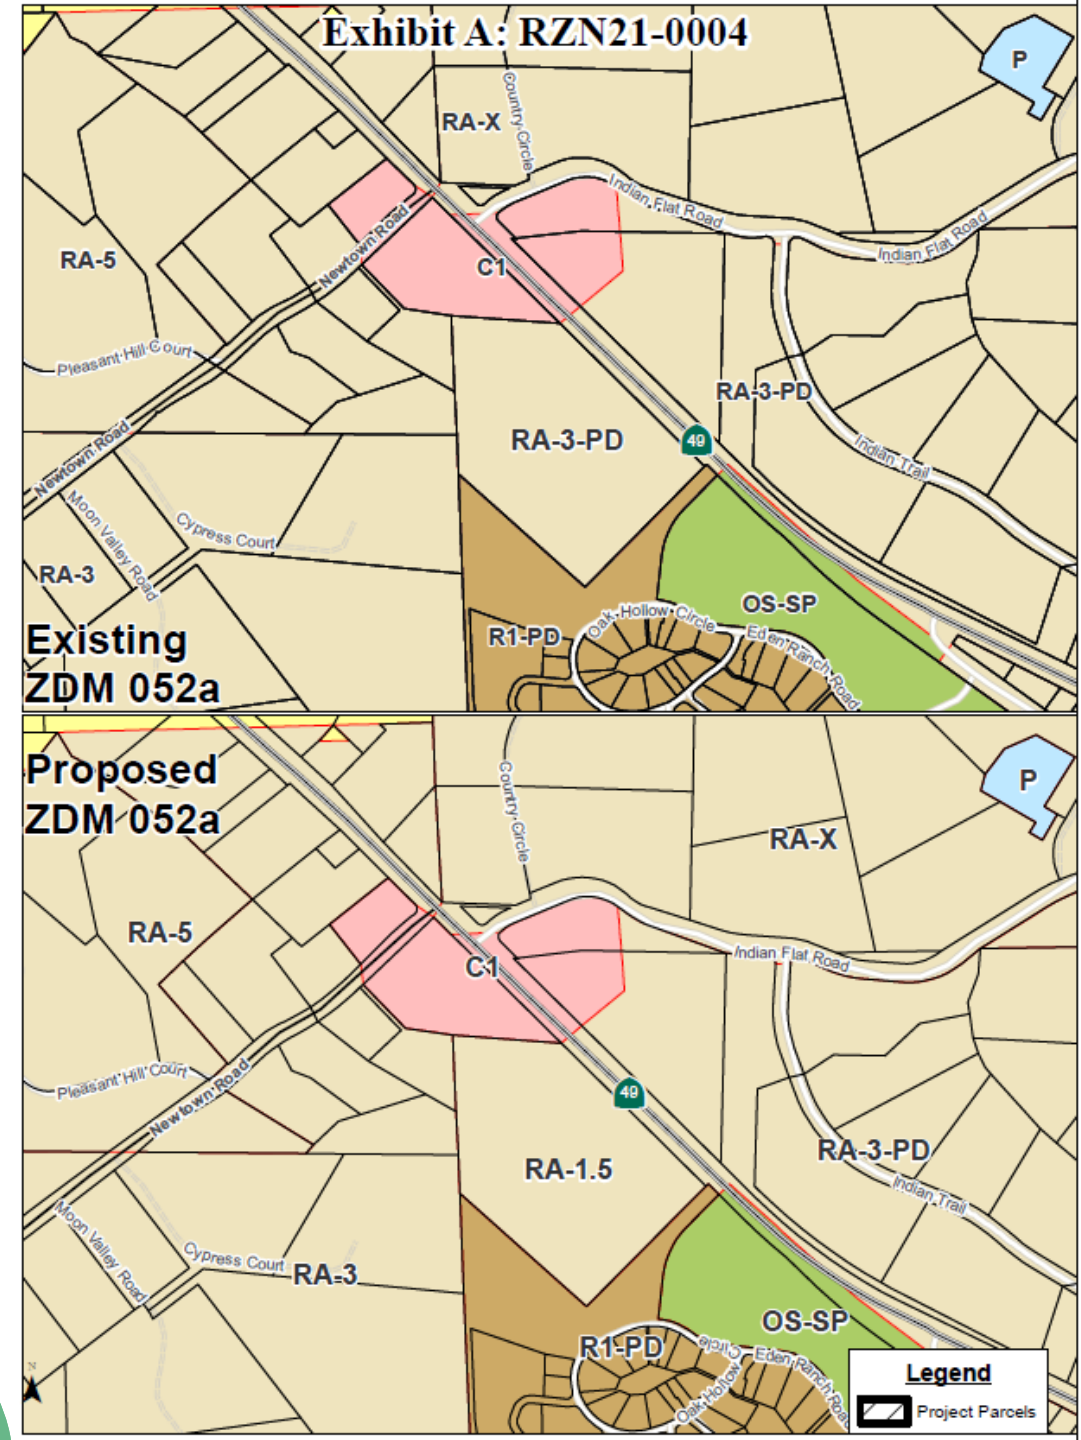 Exhibit A: RZN21-0004
P
RA-X
Country Circle
Indian Flat Road
Indian Flat Road
Newtown Road
RA-5
C1
Pleasant Hill Court
RA-3-PD
RA-3-PD
49
Newtown Road
Indian Trail
Moon Valley Road
Cypress Court
RA-3
OS-SP
Oak Hollow Circle
R1-PD
Eden Ranch Road
Existing
ZDM 052a
Proposed
ZDM 052a
Country Circle
P
RA-X
RA-5
Indian Flat Road
C1
Pleasant Hill Court
Newtown Road
49
RA-1.5
RA-3-PD
Indian Trail
Moon Valley Road
Cypress Court
RA-3
OS-SP
R1-PD
Oak Hollow Circle
Eden Ranch Road
N
Legend
Project Parcels